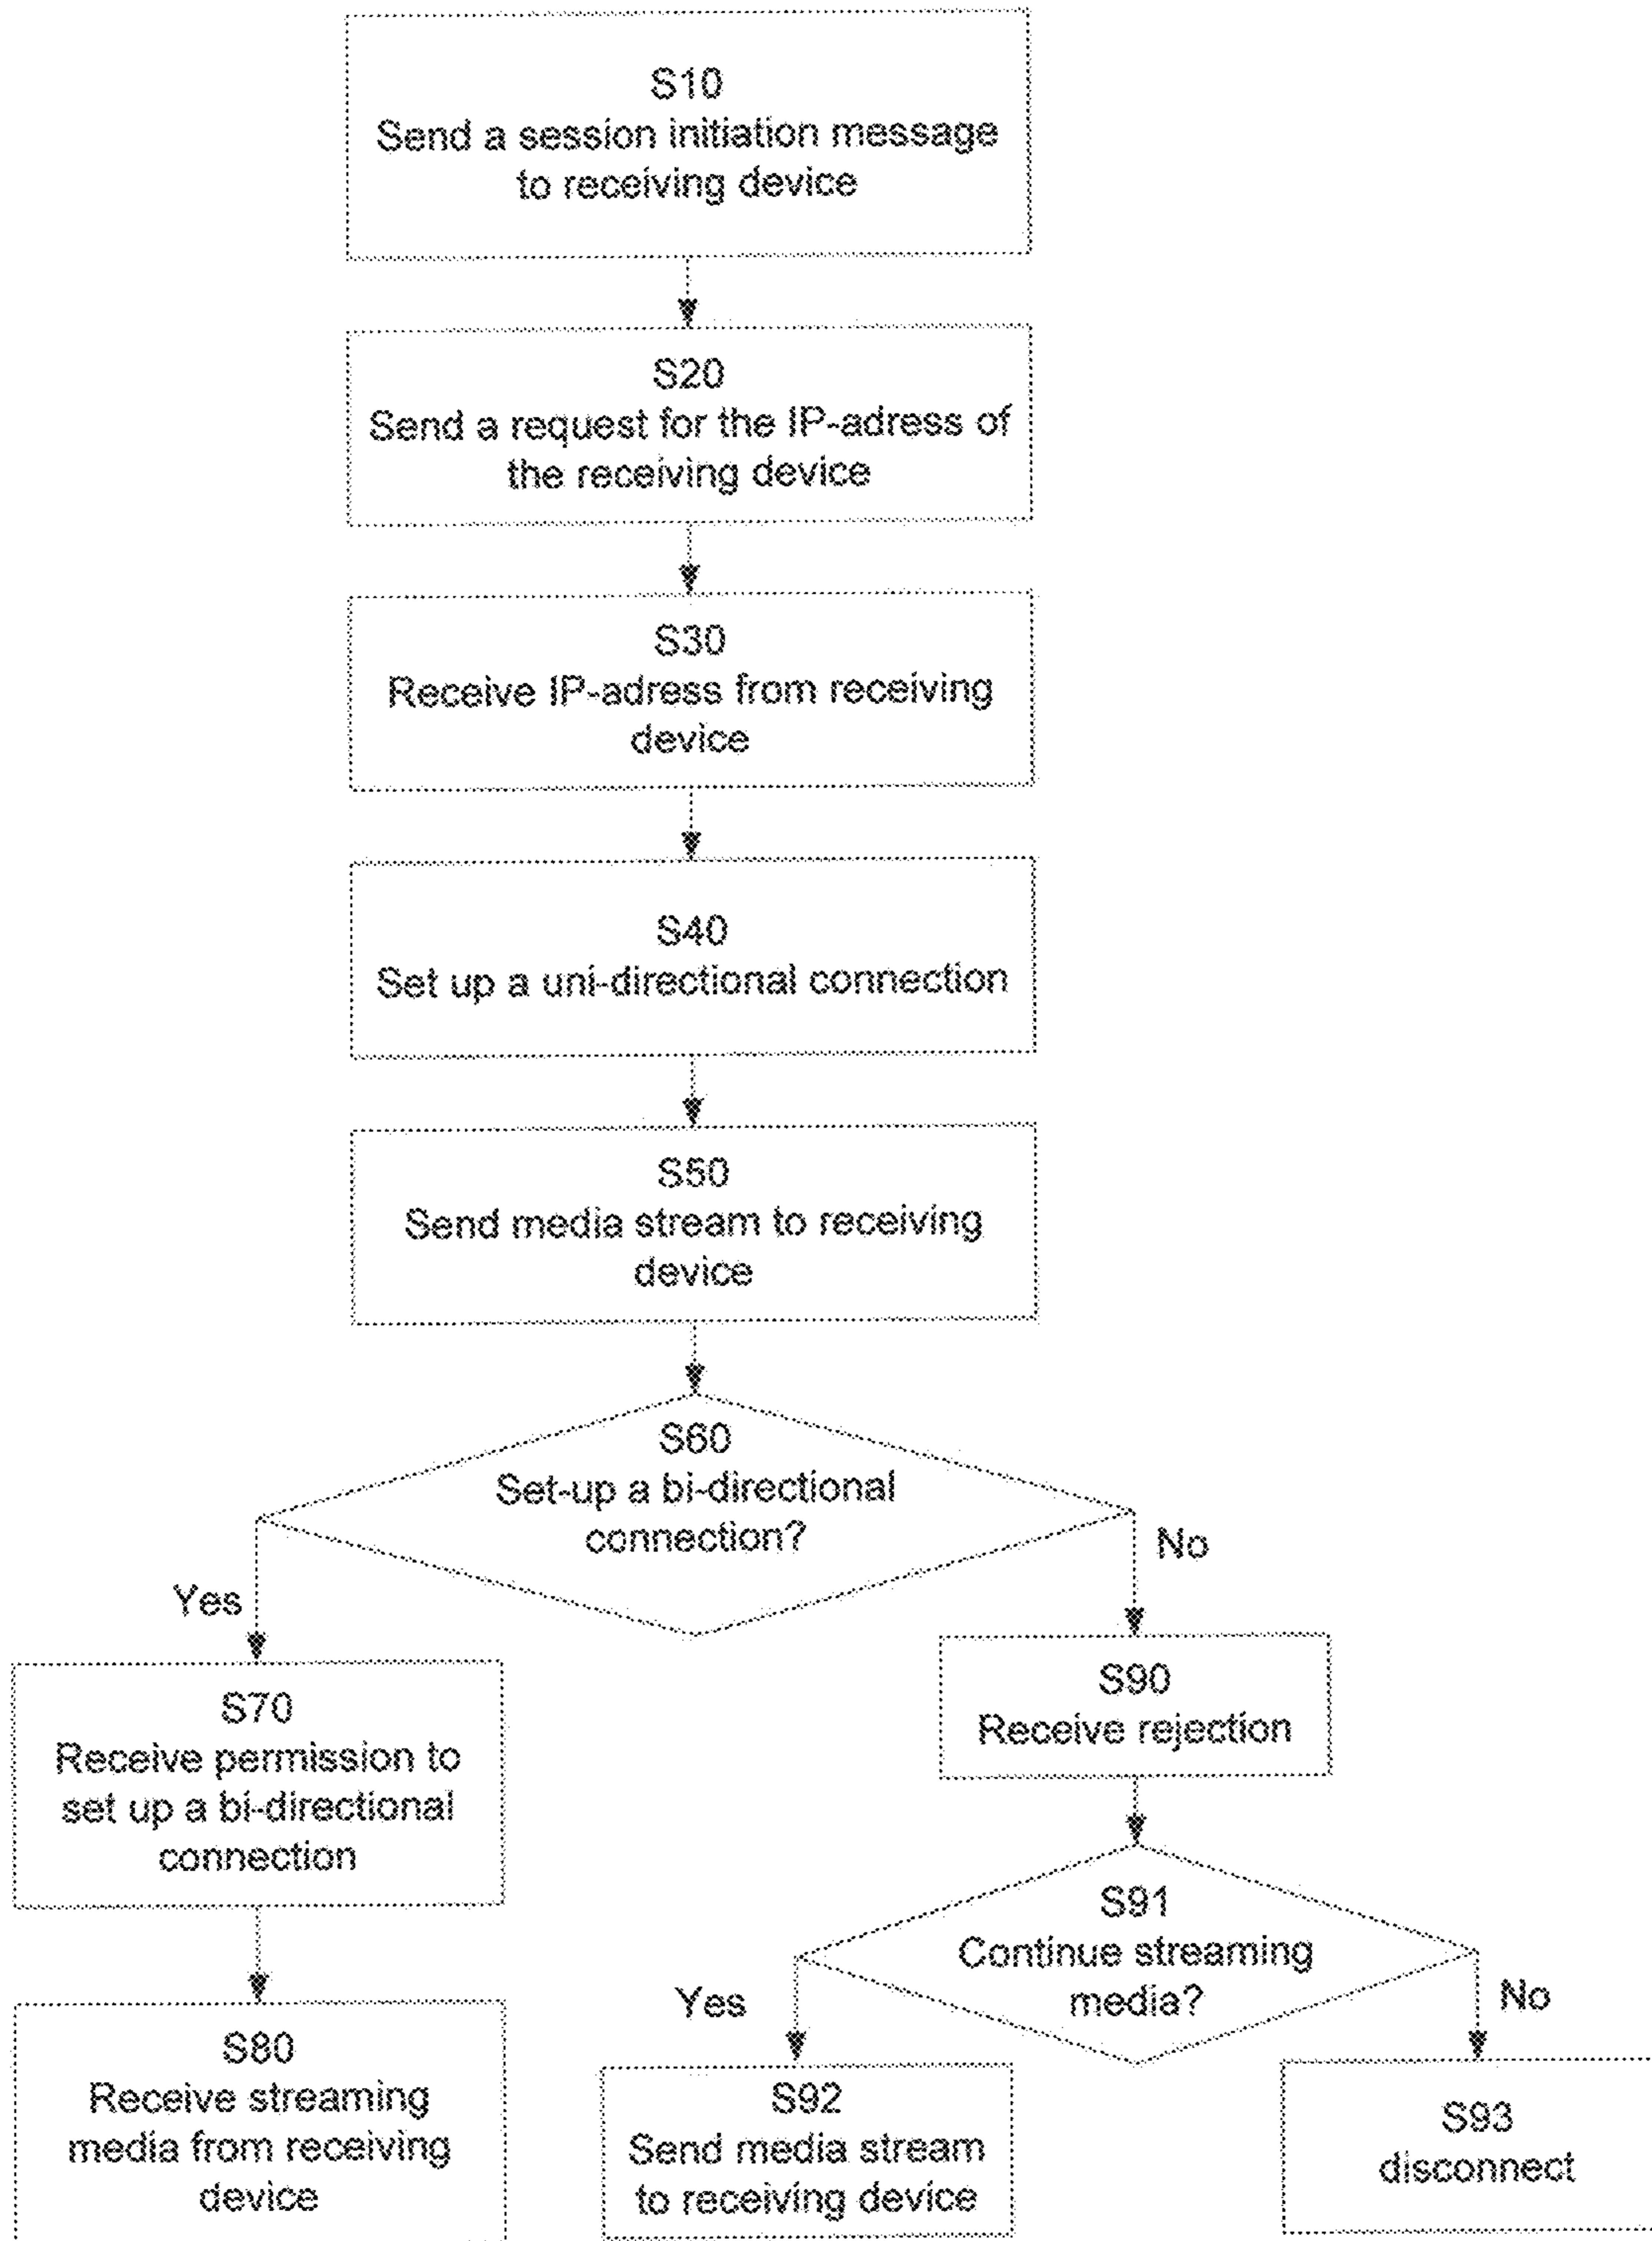 S10
Send a session initiation message
to receiving device
S20
Send a request for the IP-adress of
the receiving device
S30
Receive IP-adress from receiving
device
S40
Set up a uni-directional connection
S50
Send media stream to receiving
device
S60
Set-up a bi-directional
connection?
Yes
No
S70
Receive permission to
set up a bi-directional
connection
S90
Receive rejection
S91
Continue streaming
media?
Yes
No
S80
Receive streaming
media from receiving
device
S92
Send media stream
to receiving device
S93
disconnect